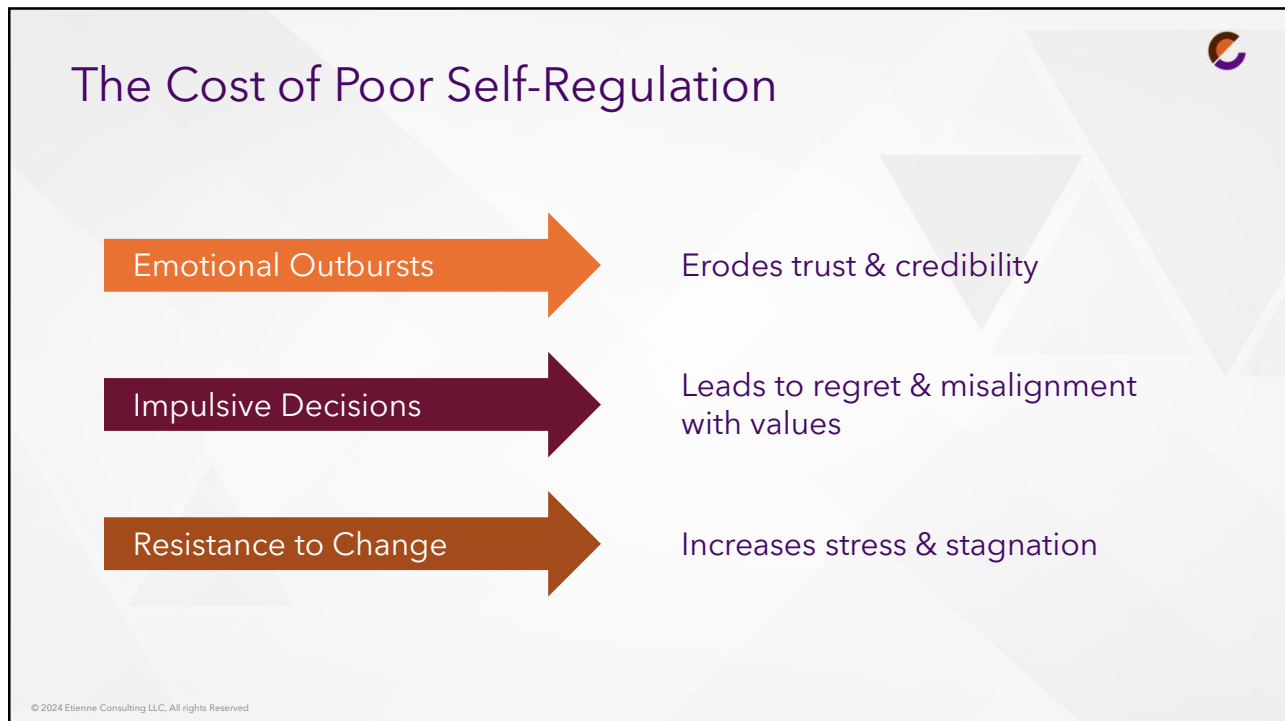 The Cost of Poor Self-Regulation
Emotional Outbursts
Erodes trust & credibility
Impulsive Decisions
Leads to regret & misalignment
with values
Resistance to Change
Increases stress & stagnation
© 2024 Etienne Consulting LLC, All rights Reserved